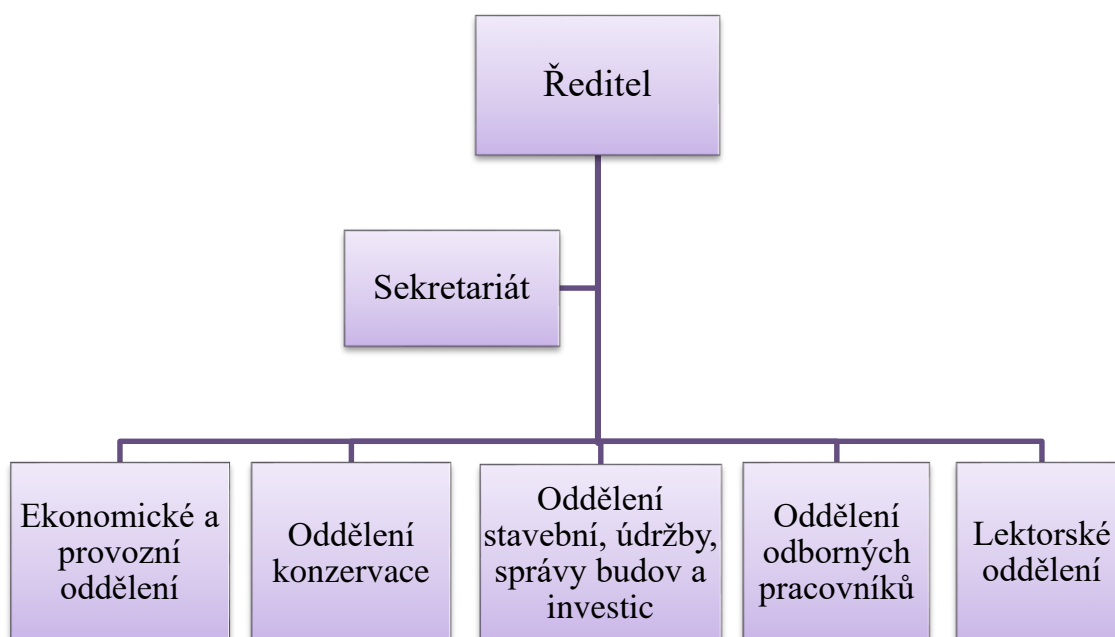 Ředitel
Sekretariát
Ekonomické a
provozní
oddělení
Oddělení
konzervace
Oddělení
stavební, údržby,
správy budov a
investic
Oddělení
odborných
pracovníků
Lektorské
oddělení